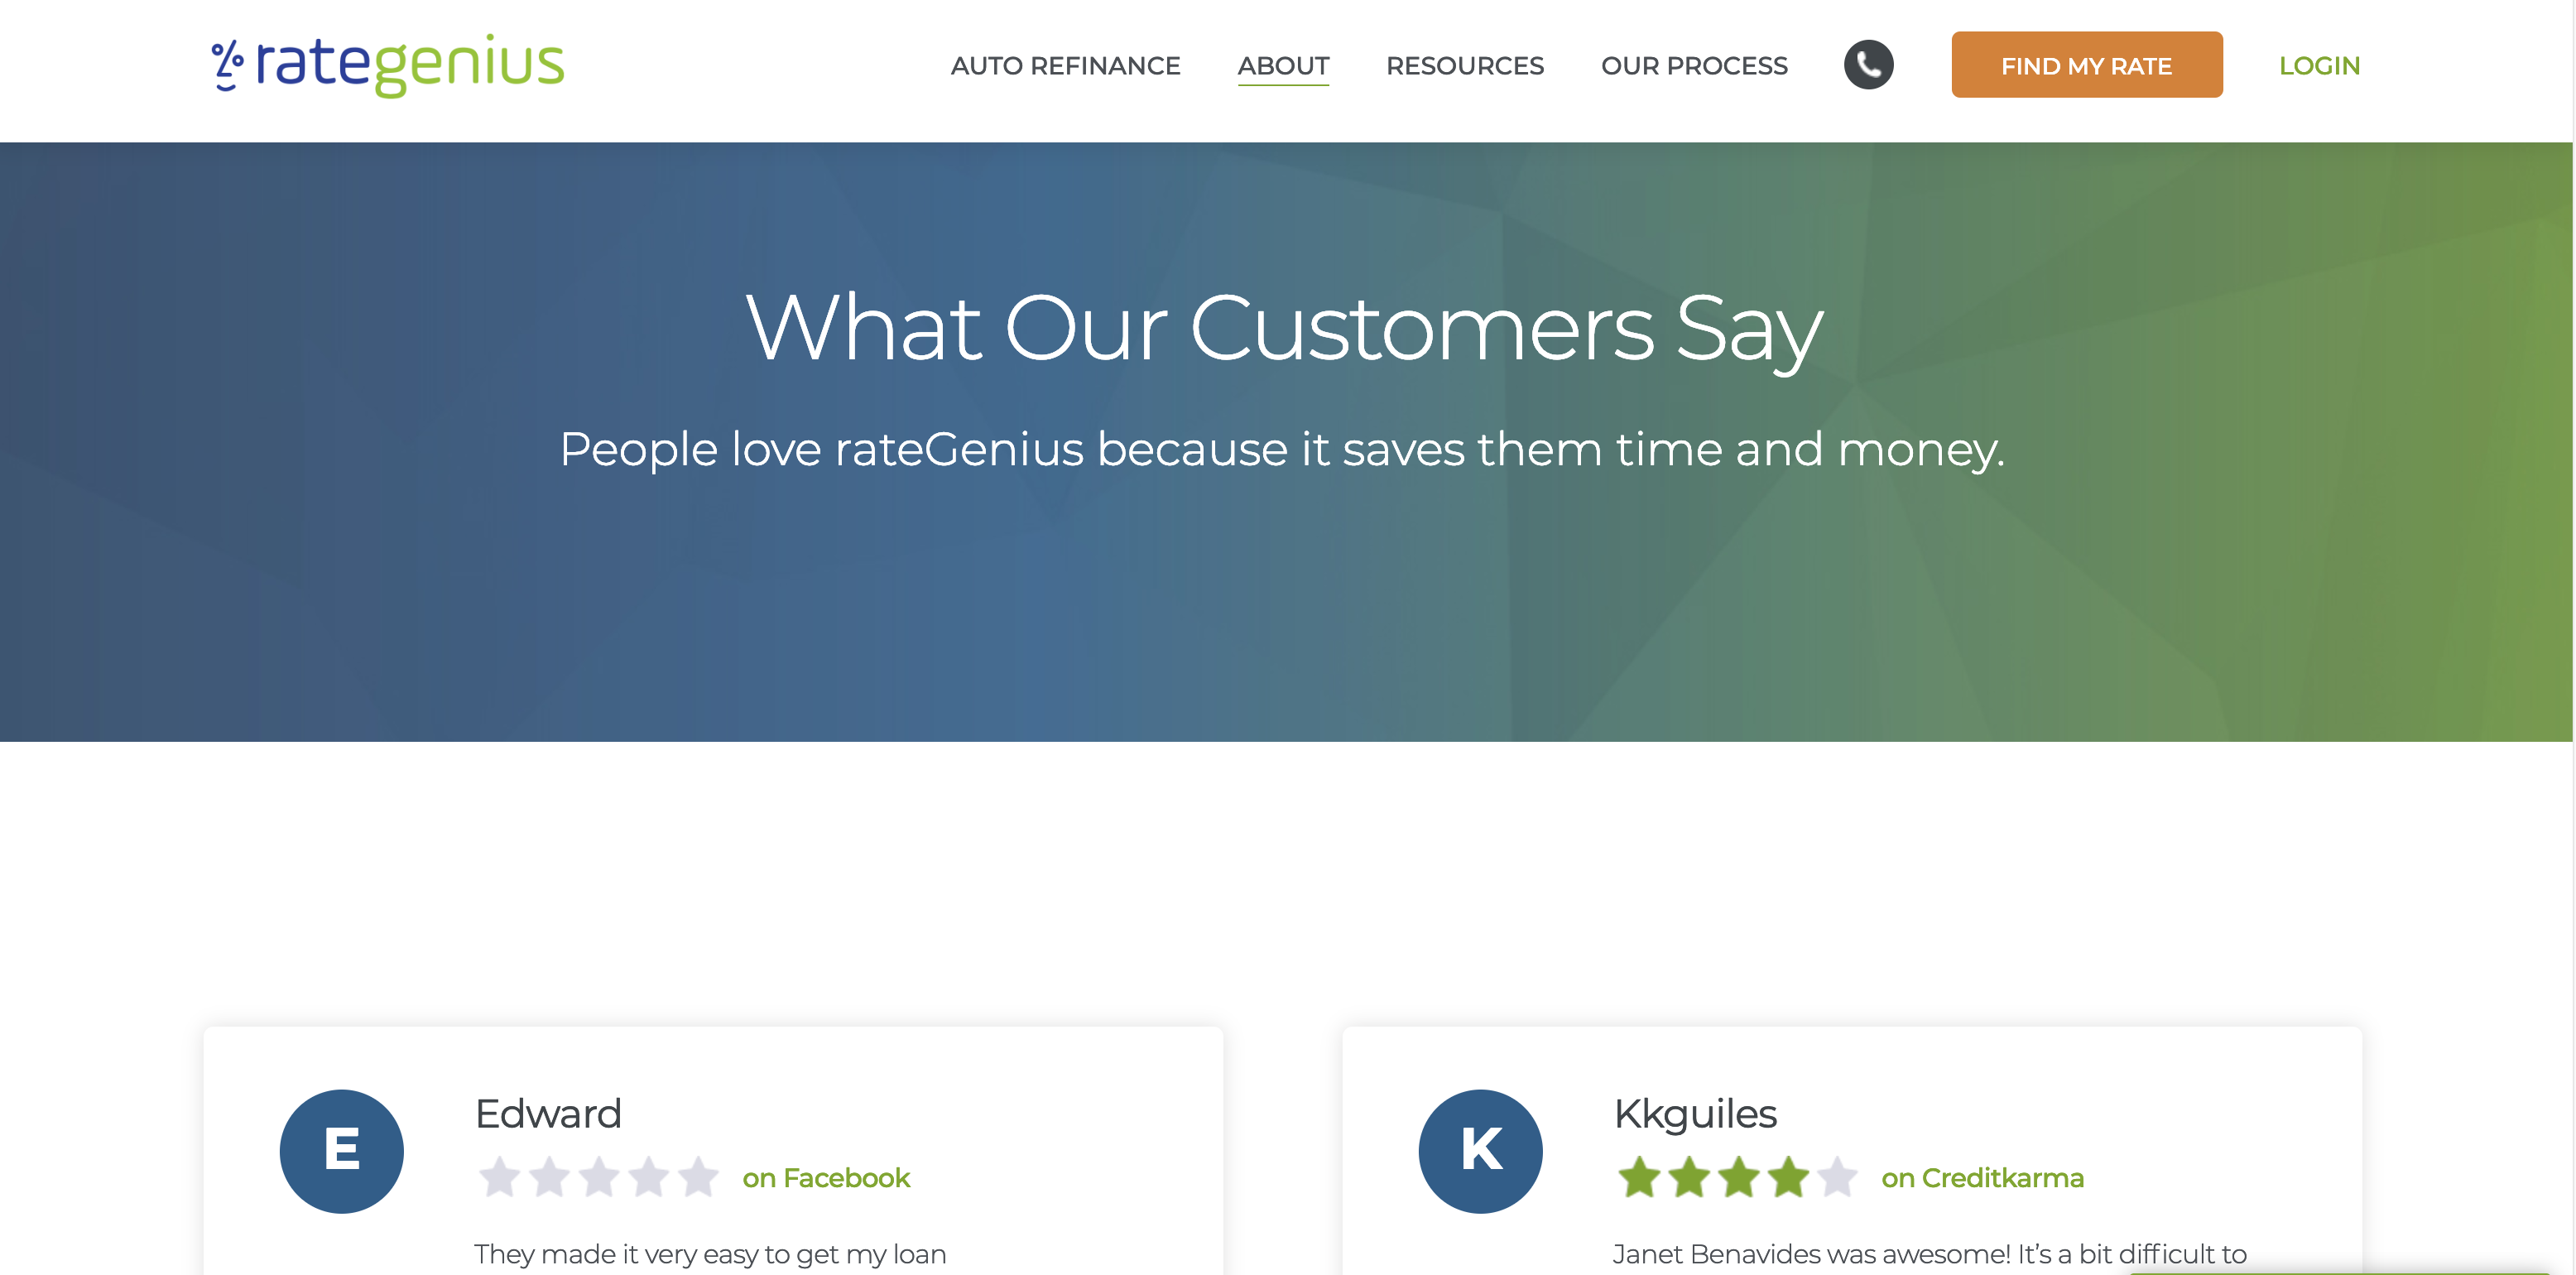 rategenius
AUTO REFINANCE
ABOUT
RESOURCES
OUR PROCESS
FIND MY RATE
LOGIN
What Our Customers Say
People love rateGenius because it saves them time and money.
E
Edward
on Facebook
They made it very easy to get my loan
K
Kkguiles
on Creditkarma
Janet Benavides was awesome! It’s a bit difficult to